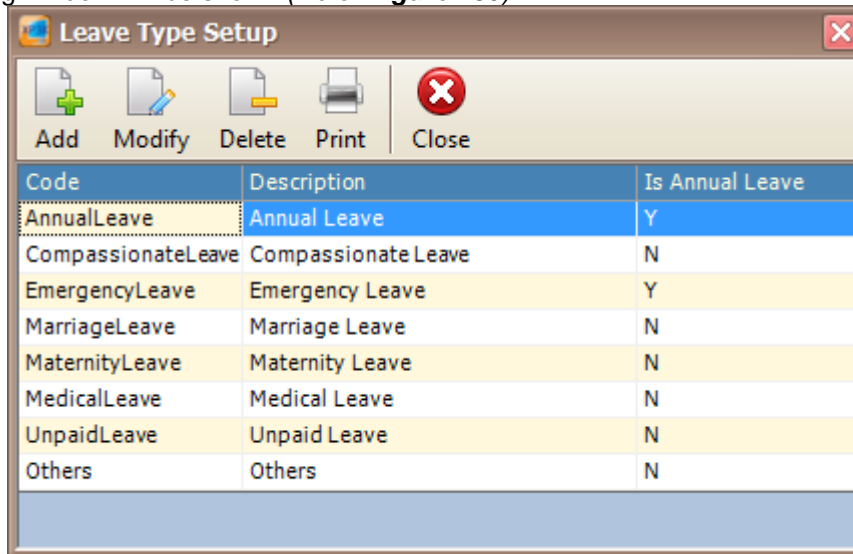 Leave Type Setup
Add Modify Delete Print Close
Code Description Is Annual Leave
AnnualLeave Annual Leave Y
CompassionateLeave Compassionate Leave N
EmergencyLeave Emergency Leave Y
MarriageLeave Marriage Leave N
MaternityLeave Maternity Leave N
MedicalLeave Medical Leave N
UnpaidLeave Unpaid Leave N
Others Others N